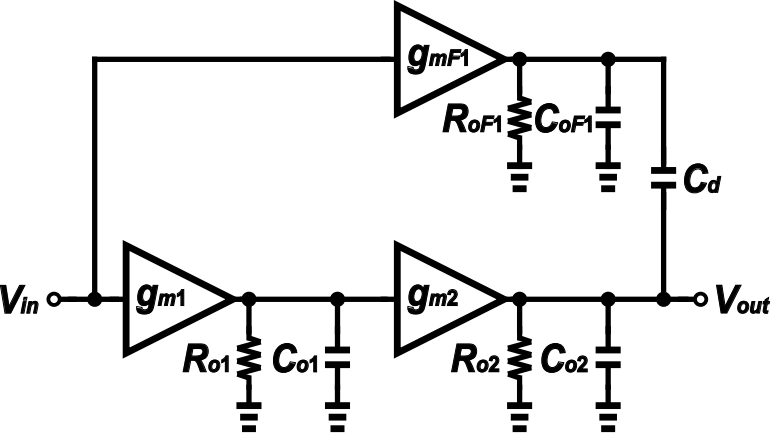 gmF1
RoF1 CoF1
Cd
Vin gm1 gm2 Vout
Ro1 Co1 Ro2 Co2